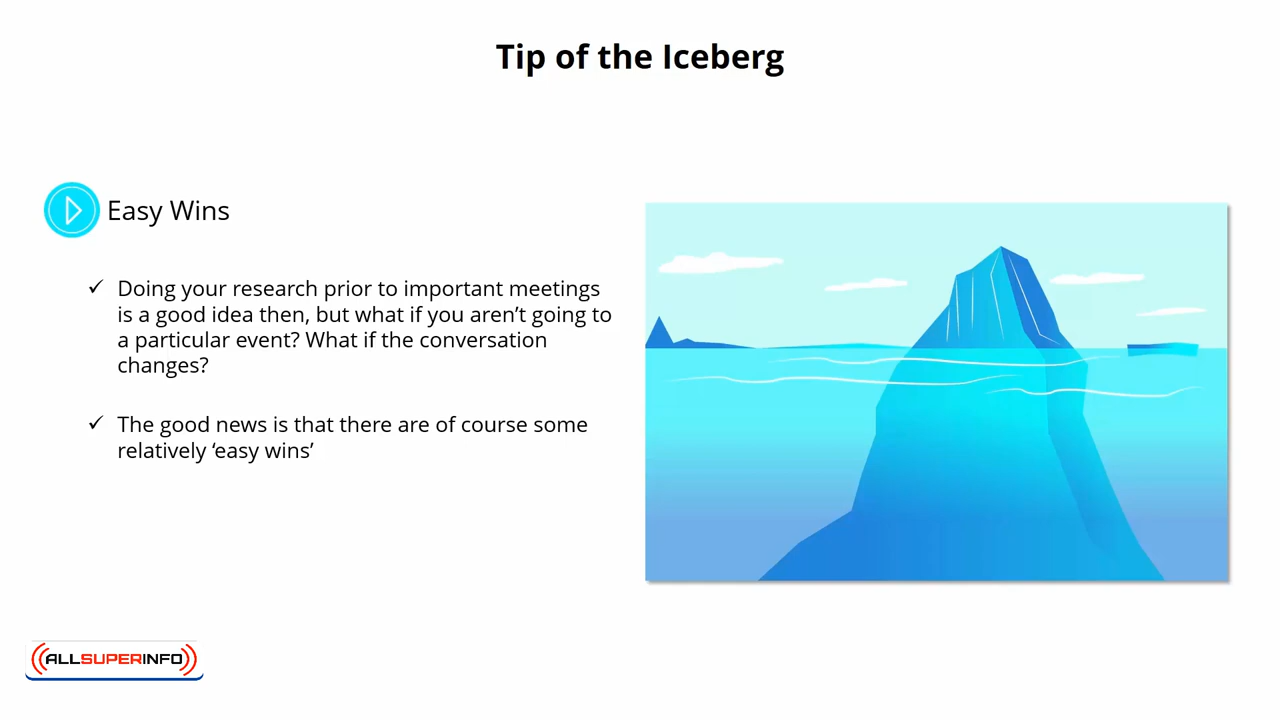 Tip of the Iceberg
Easy Wins
✓ Doing your research prior to important meetings
is a good idea then, but what if you aren’t going to
a particular event? What if the conversation
changes?
✓ The good news is that there are of course some
relatively ‘easy wins’
ALLSUPERINFO